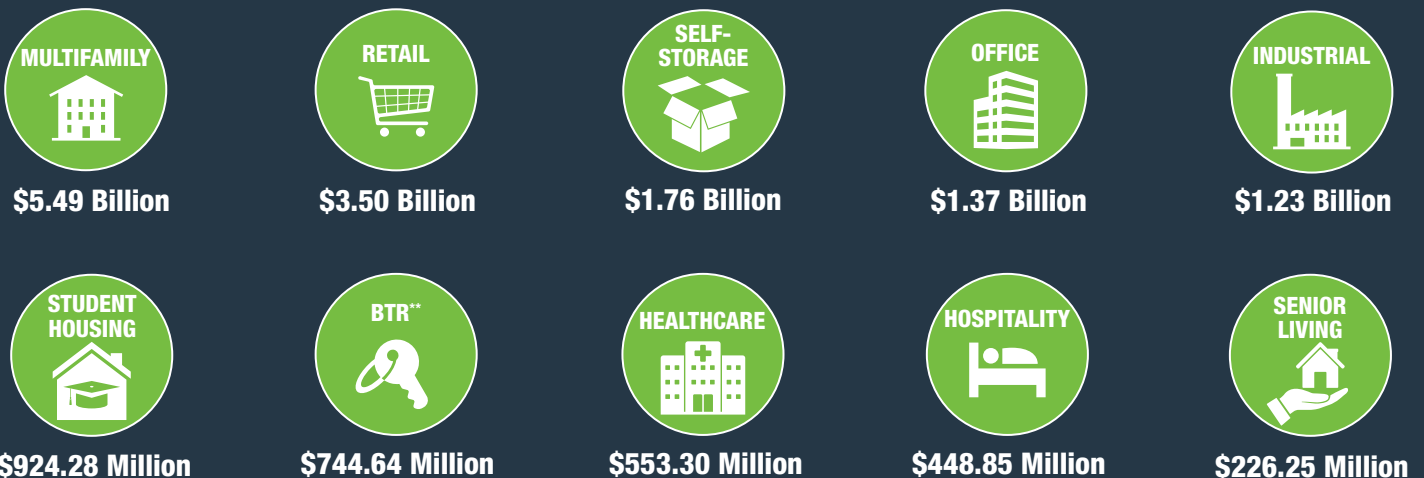 MULTIFAMILY
$5.49 Billion
RETAIL
$3.50 Billion
SELF-
STORAGE
$1.76 Billion
OFFICE
$1.37 Billion
INDUSTRIAL
$1.23 Billion
STUDENT
HOUSING
$924.28 Million
BTR**
$744.64 Million
HEALTHCARE
$553.30 Million
HOSPITALITY
$448.85 Million
SENIOR
LIVING
$226.25 Million